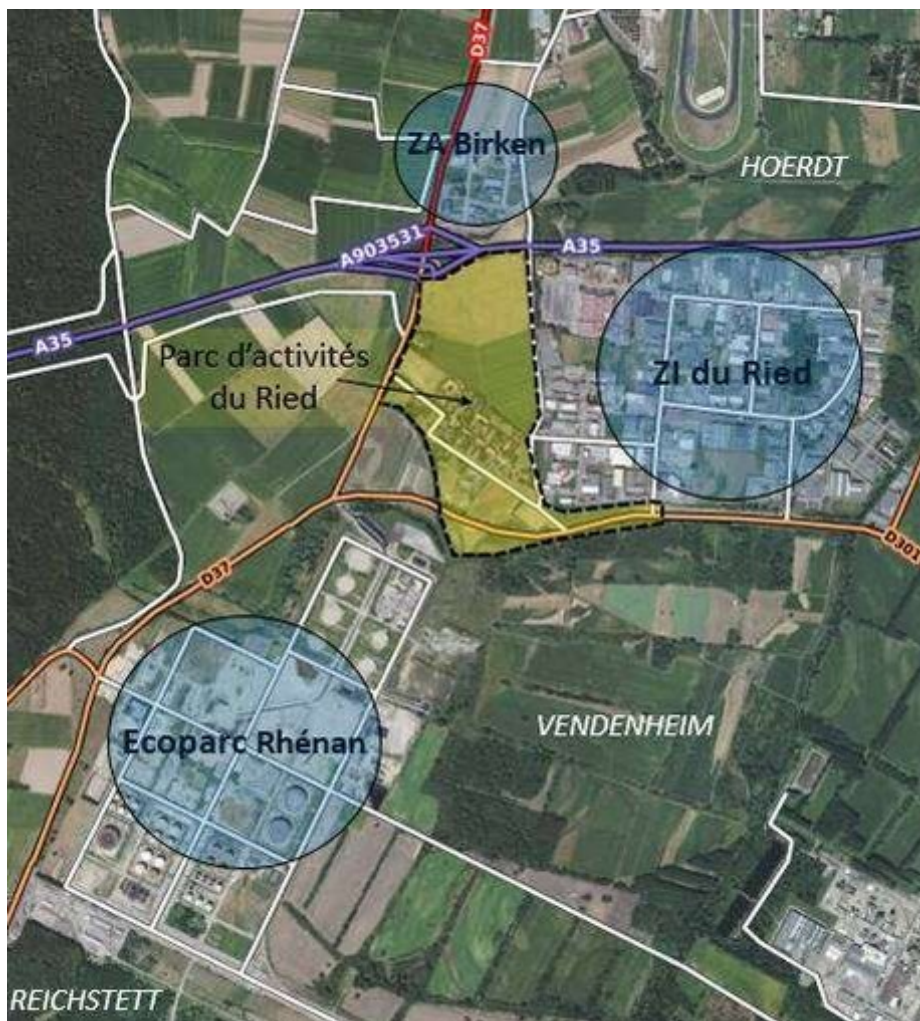 D37
ZA Birken
HOERDT
A903531
A35
A35
Parc d'activités
du Ried
ZI du Ried
D37
D301
VENDENHEIM
Ecoparc Rhénan
REICHSTETT